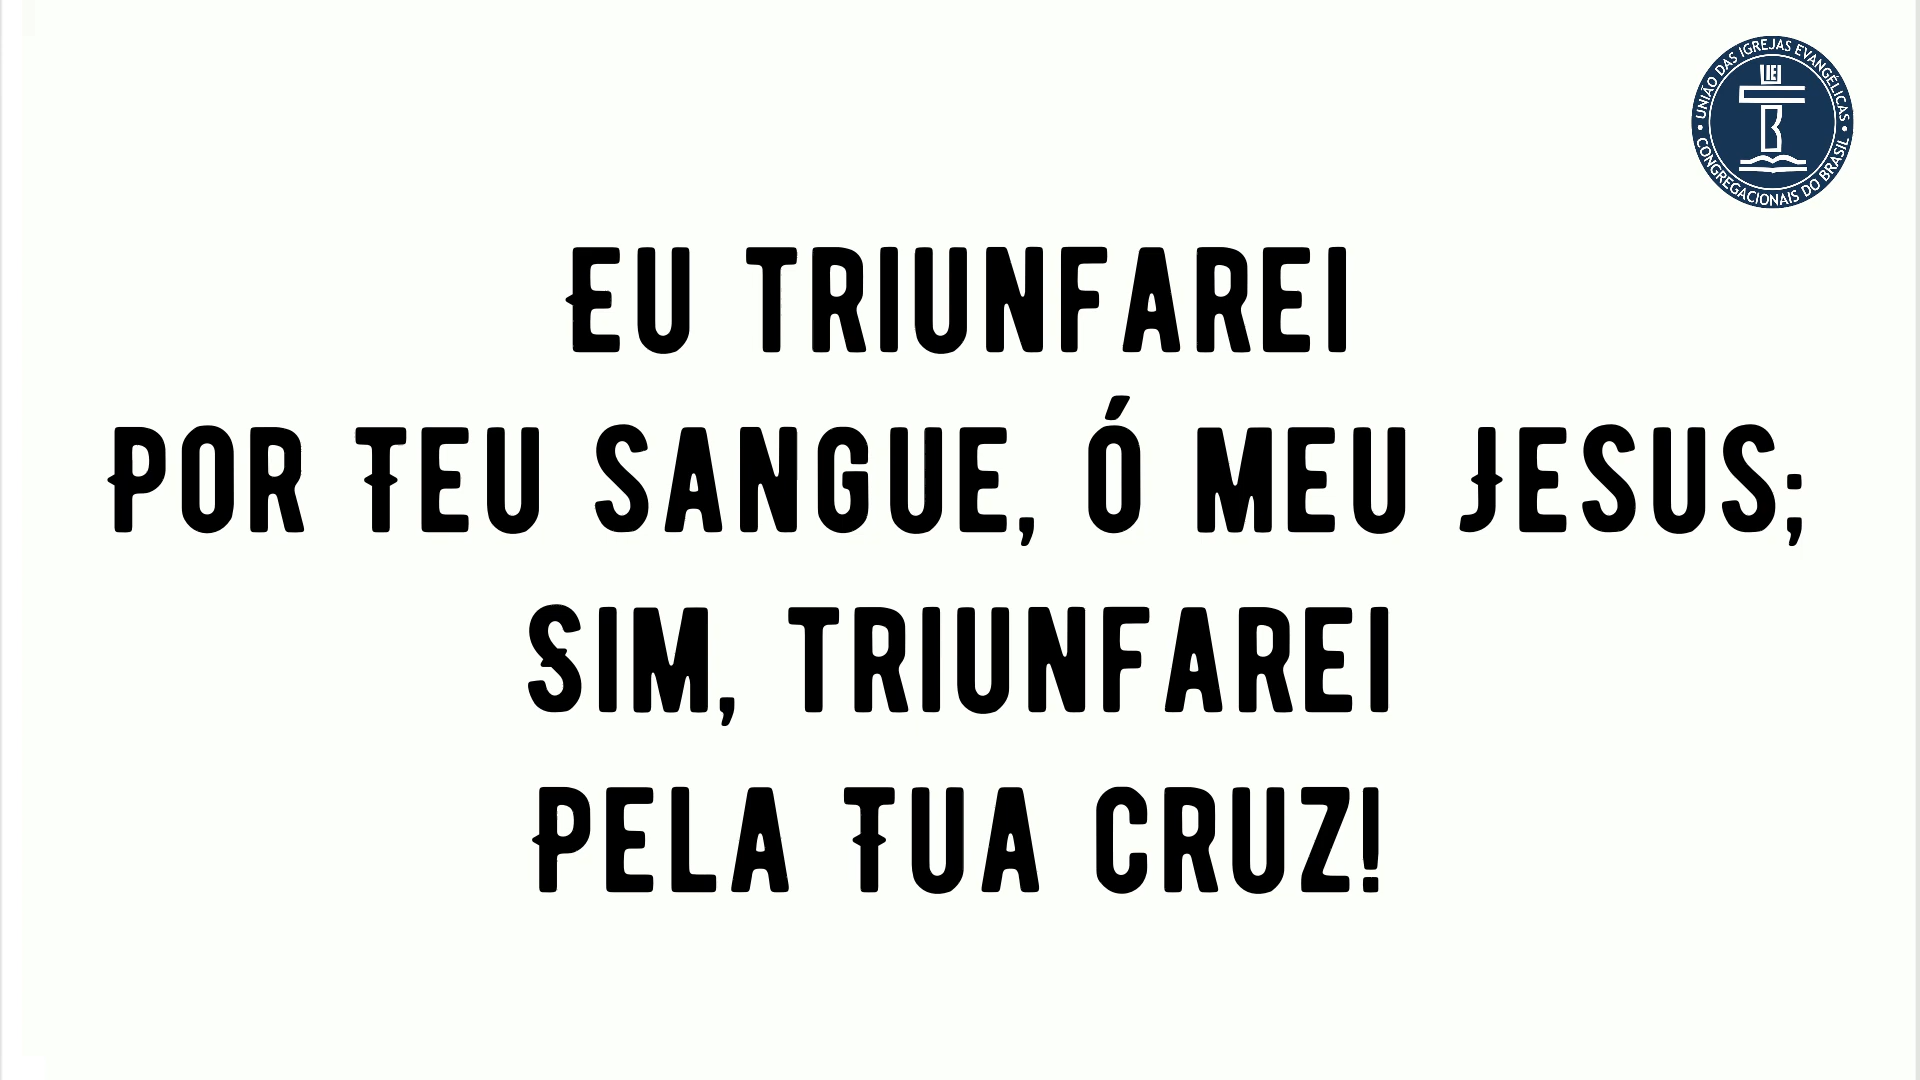 UNIÃO DAS IGREJAS EVANGÉLICAS
CONGREGACIONAIS DO BRASIL
Eu triunfarei
Por Teu sangue, ó meu Jesus;
Sim, triunfarei
Pela Tua cruz!